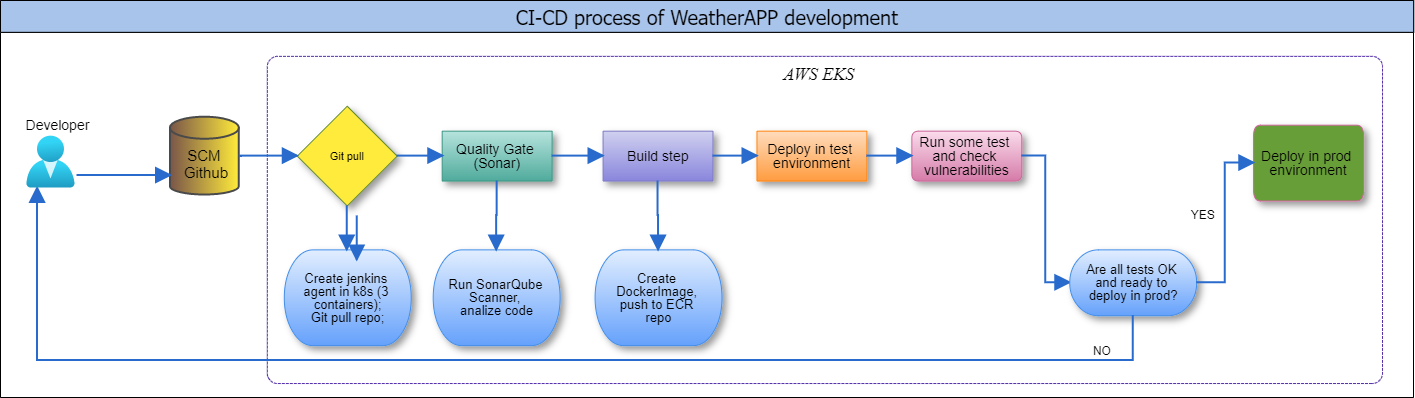 CI-CD process of WeatherAPP development
AWS EKS
Developer
SCM
Github
Git pull
Quality Gate
(Sonar)
Build step
Deploy in test
environment
Run some test
and check
vulnerabilities
Deploy in prod
environment
YES
Create jenkins
agent in k8s (3
containers);
Git pull repo;
Run SonarQube
Scanner,
analize code
Create
DockerImage,
push to ECR
repo
Are all tests OK
and ready to
deploy in prod?
NO